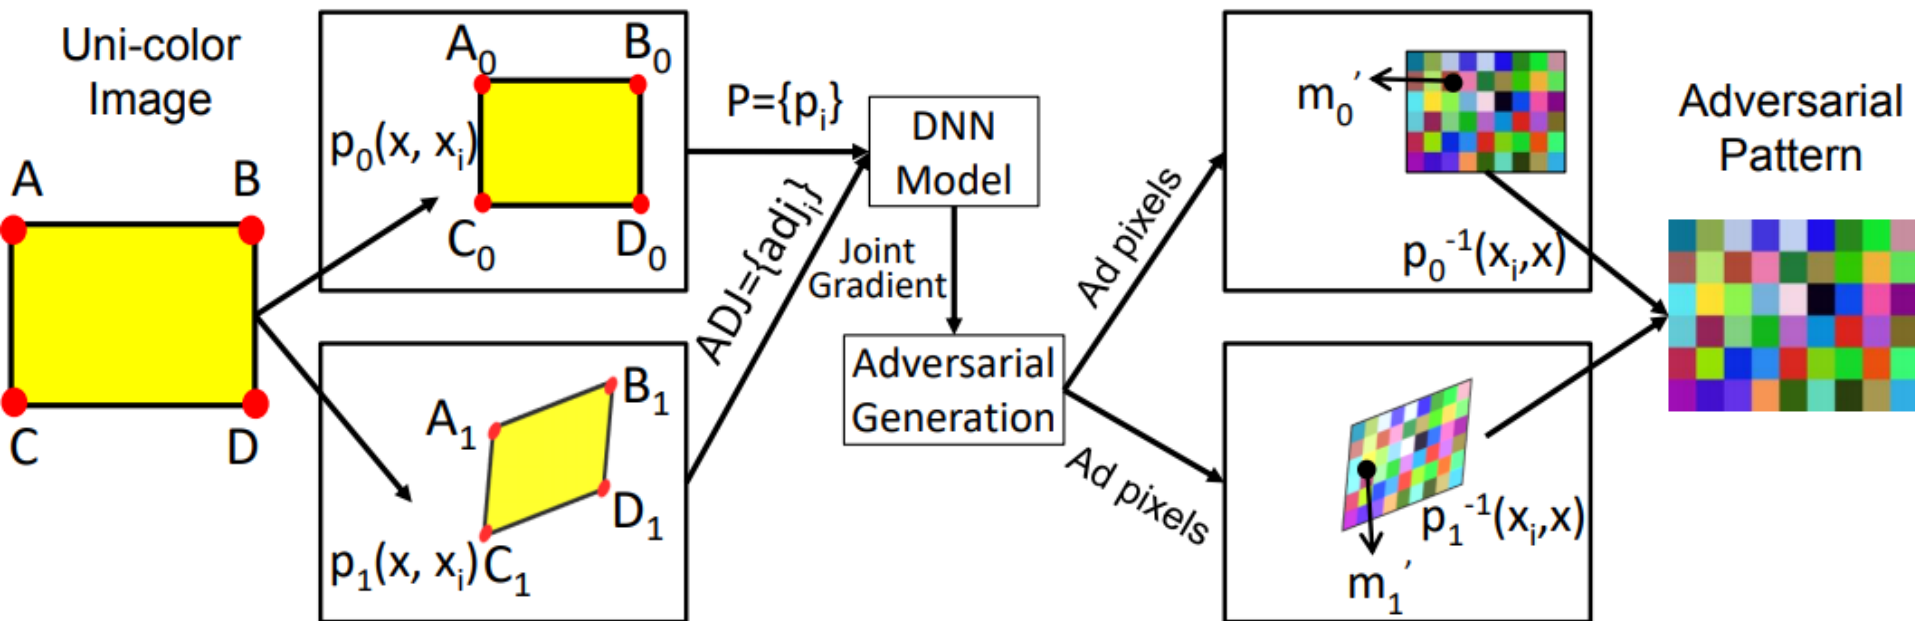 Uni-color
Image
A
B
C
D
A₀
B₀
p₀(x, xᵢ)
C₀
D₀
A₁
B₁
D₁
p₁(x, xᵢ)
C₁
P={pᵢ}
ADJ={adjᵢ}
DNN
Model
Joint
Gradient
Adversarial
Generation
Ad pixels
Ad pixels
m₀′
p₀⁻¹(xᵢ,x)
p₁⁻¹(xᵢ,x)
m₁′
Adversarial
Pattern